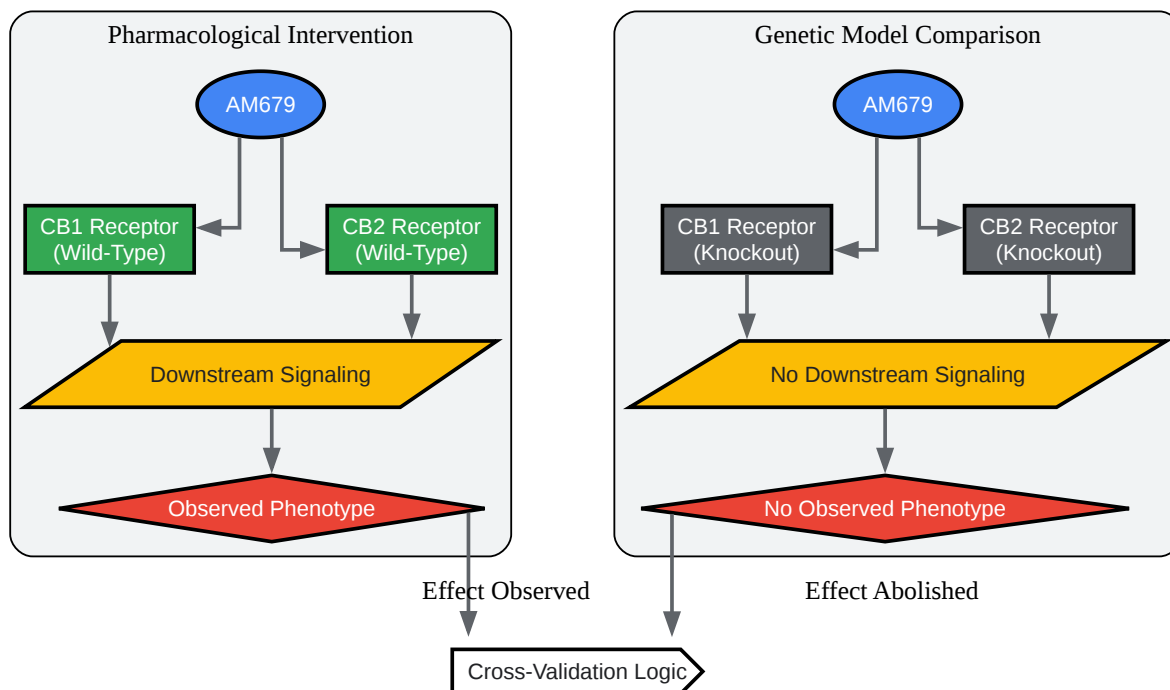 Pharmacological Intervention
AM679
CB1 Receptor
(Wild-Type)
CB2 Receptor
(Wild-Type)
Downstream Signaling
Observed Phenotype
Effect Observed
Genetic Model Comparison
AM679
CB1 Receptor
(Knockout)
CB2 Receptor
(Knockout)
No Downstream Signaling
No Observed Phenotype
Effect Abolished
Cross-Validation Logic